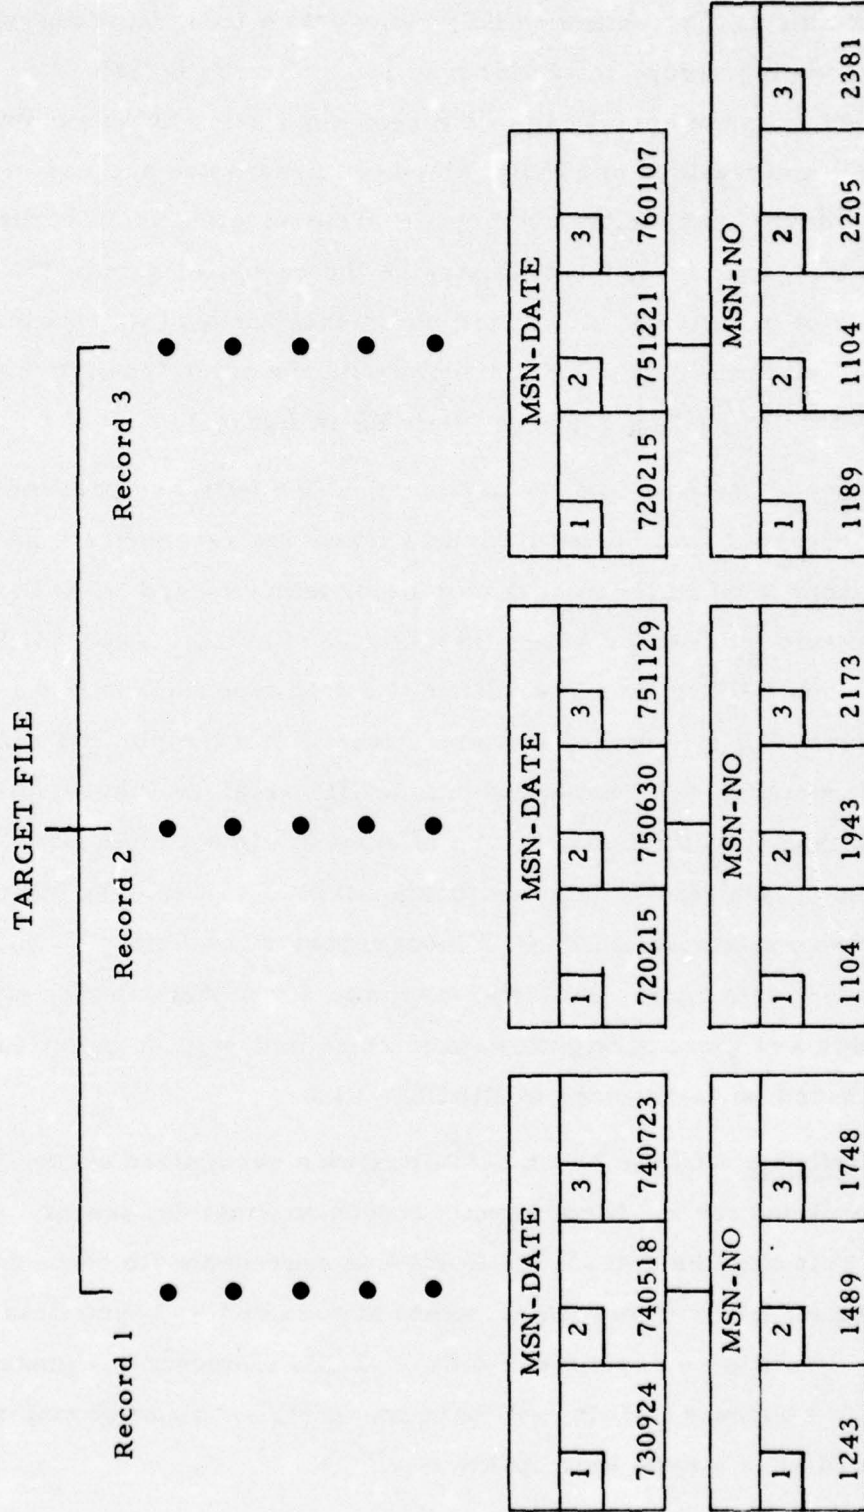 TARGET FILE
Record 1 Record 2 Record 3
MSN-DATE MSN-DATE MSN-DATE
1 2 3 1 2 3 1 2 3
730924 740518 740723 720215 750630 751129 720215 751221 760107
MSN-NO MSN-NO MSN-NO
1 2 3 1 2 3 1 2 2 3
1243 1489 1748 1104 1943 2173 1189 1104 2205 2381